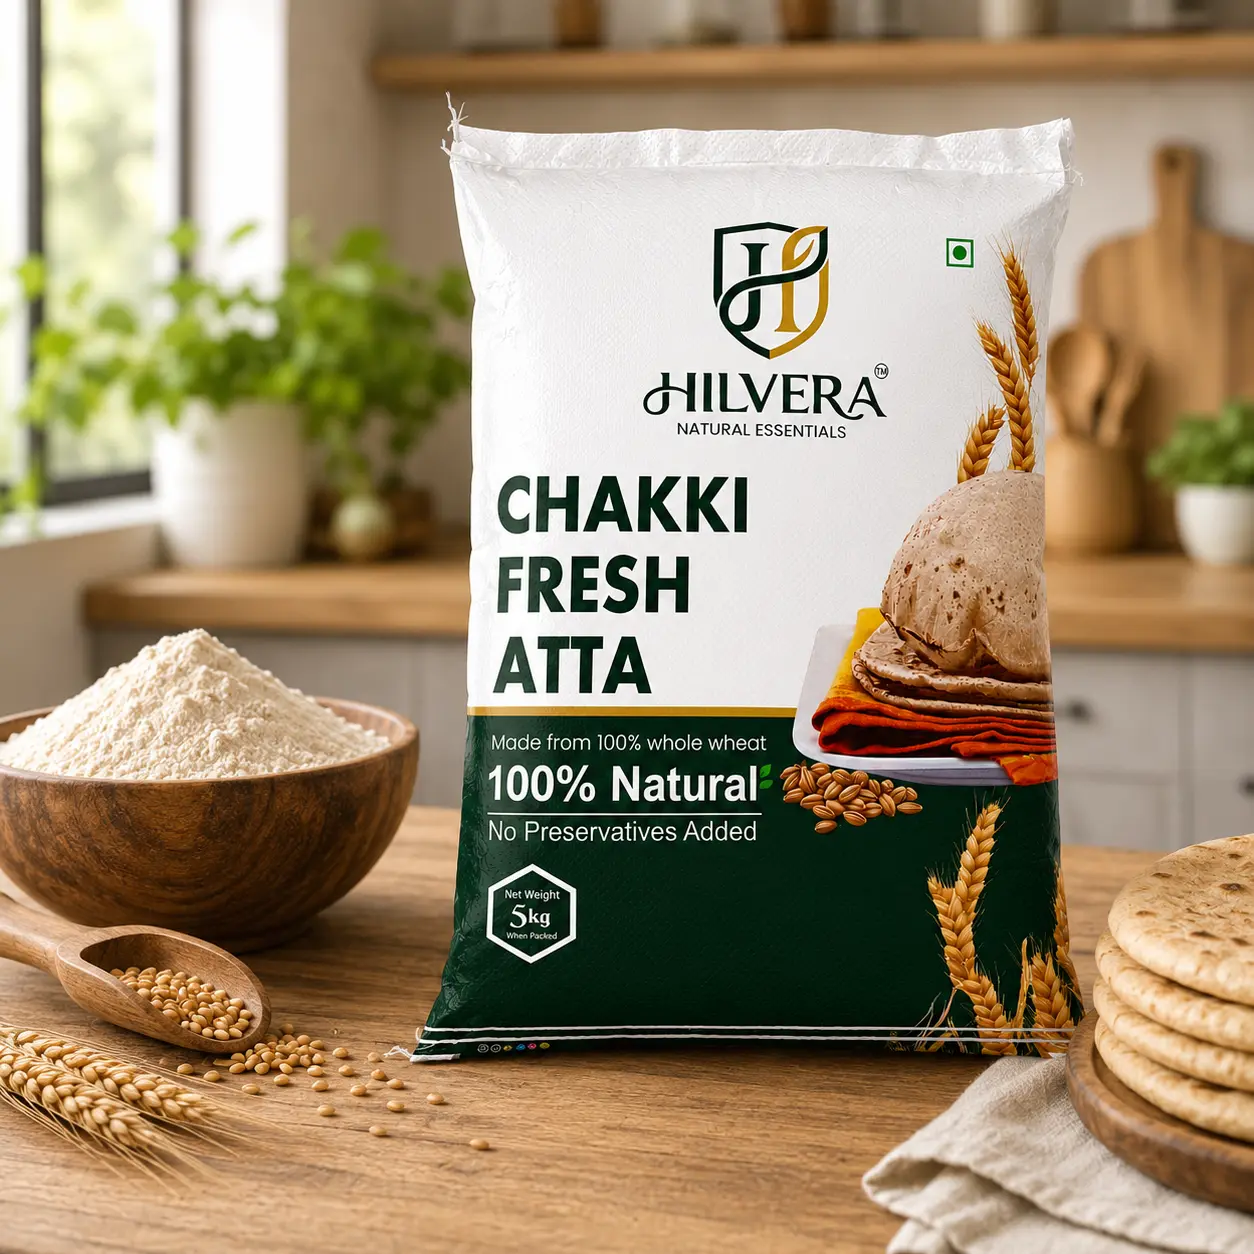 HILVERA™
NATURAL ESSENTIALS
CHAKKI
FRESH
ATTA
Made from 100% whole wheat
100% Natural
No Preservatives Added
Net Weight
5kg
When Packed